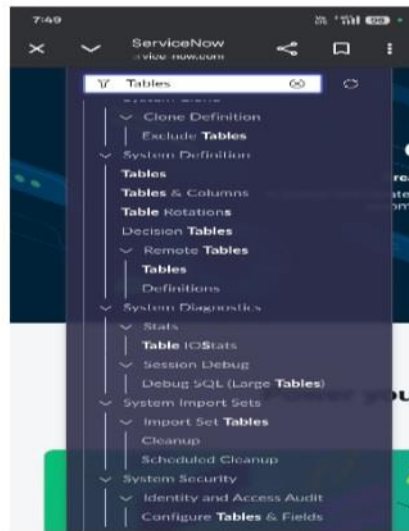 7:49
ServiceNow
Tables
Clone Definition
Exclude Tables
System Definition
Tables
Tables & Columns
Table Rotations
Decision Tables
Remote Tables
Tables
Definitions
System Diagnostics
Stats
Table IOStats
Session Debug
Debug SQL (Large Tables)
System Import Sets
Import Set Tables
Cleanup
Scheduled Cleanup
System Security
Identity and Access Audit
Configure Tables & Fields